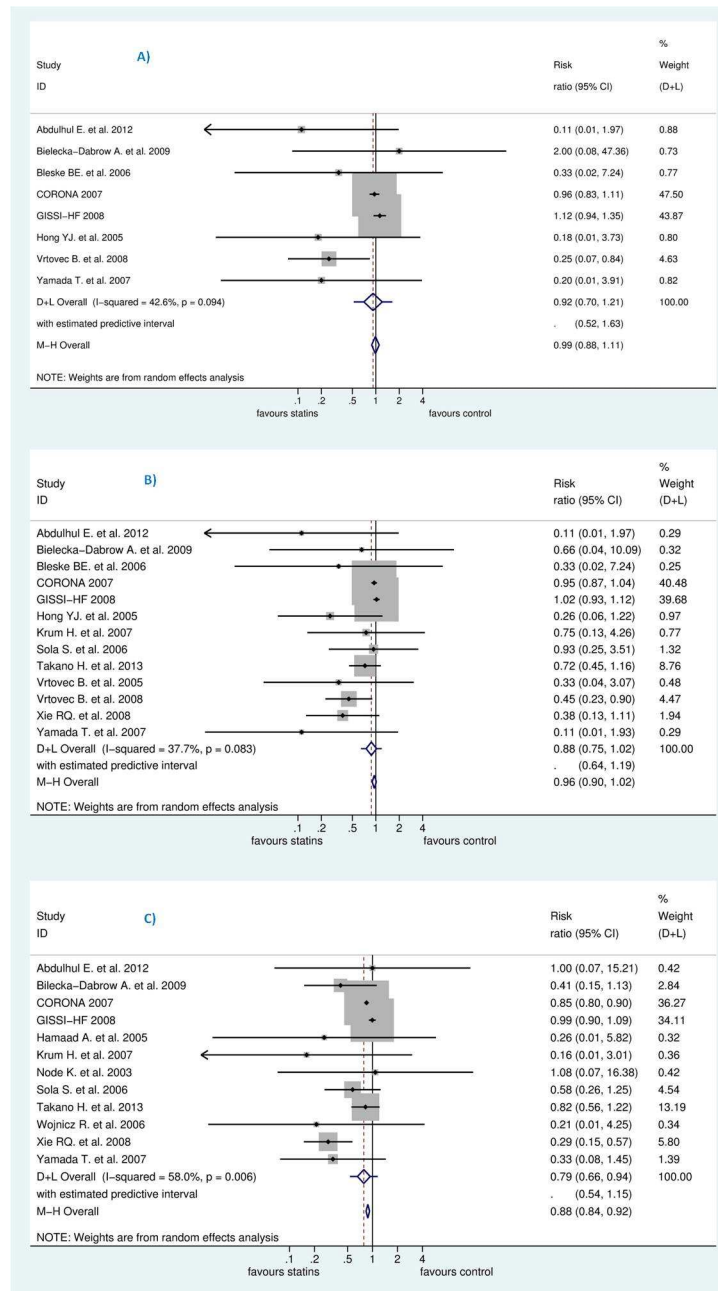 A)
%
Study Risk Weight
ID ratio (95% CI) (D+L)
Abdulhul E. et al. 2012 0.11 (0.01, 1.97) 0.88
Bielecka−Dabrow A. et al. 2009 2.00 (0.08, 47.36) 0.73
Bleske BE. et al. 2006 0.33 (0.02, 7.24) 0.77
CORONA 2007 0.96 (0.83, 1.11) 47.50
GISSI−HF 2008 1.12 (0.94, 1.35) 43.87
Hong YJ. et al. 2005 0.18 (0.01, 3.73) 0.80
Vrtovec B. et al. 2008 0.25 (0.07, 0.84) 4.63
Yamada T. et al. 2007 0.20 (0.01, 3.91) 0.82
D+L Overall (I−squared = 42.6%, p = 0.094) 0.92 (0.70, 1.21) 100.00
with estimated predictive interval . (0.52, 1.63)
M−H Overall 0.99 (0.88, 1.11)
NOTE: Weights are from random effects analysis
.1 .2 .5 1 2 4
favours statins favours control
B)
%
Study Risk Weight
ID ratio (95% CI) (D+L)
Abdulhul E. et al. 2012 0.11 (0.01, 1.97) 0.29
Bielecka−Dabrow A. et al. 2009 0.66 (0.04, 10.09) 0.32
Bleske BE. et al. 2006 0.33 (0.02, 7.24) 0.25
CORONA 2007 0.95 (0.87, 1.04) 40.48
GISSI−HF 2008 1.02 (0.93, 1.12) 39.68
Hong YJ. et al. 2005 0.26 (0.06, 1.22) 0.97
Krum H. et al. 2007 0.75 (0.13, 4.26) 0.77
Sola S. et al. 2006 0.93 (0.25, 3.51) 1.32
Takano H. et al. 2013 0.72 (0.45, 1.16) 8.76
Vrtovec B. et al. 2005 0.33 (0.04, 3.07) 0.48
Vrtovec B. et al. 2008 0.45 (0.23, 0.90) 4.47
Xie RQ. et al. 2008 0.38 (0.13, 1.11) 1.94
Yamada T. et al. 2007 0.11 (0.01, 1.93) 0.29
D+L Overall (I−squared = 37.7%, p = 0.083) 0.88 (0.75, 1.02) 100.00
with estimated predictive interval . (0.64, 1.19)
M−H Overall 0.96 (0.90, 1.02)
NOTE: Weights are from random effects analysis
.1 .2 .5 1 2 4
favours statins favours control
C)
%
Study Risk Weight
ID ratio (95% CI) (D+L)
Abdulhul E. et al. 2012 1.00 (0.07, 15.21) 0.42
Bilecka−Dabrow A. et al. 2009 0.41 (0.15, 1.13) 2.84
CORONA 2007 0.85 (0.80, 0.90) 36.27
GISSI−HF 2008 0.99 (0.90, 1.09) 34.11
Hamaad A. et al. 2005 0.26 (0.01, 5.82) 0.32
Krum H. et al. 2007 0.16 (0.01, 3.01) 0.36
Node K. et al. 2003 1.08 (0.07, 16.38) 0.42
Sola S. et al. 2006 0.58 (0.26, 1.25) 4.54
Takano H. et al. 2013 0.82 (0.56, 1.22) 13.19
Wojnicz R. et al. 2006 0.21 (0.01, 4.25) 0.34
Xie RQ. et al. 2008 0.29 (0.15, 0.57) 5.80
Yamada T. et al. 2007 0.33 (0.08, 1.45) 1.39
D+L Overall (I−squared = 58.0%, p = 0.006) 0.79 (0.66, 0.94) 100.00
with estimated predictive interval . (0.54, 1.15)
M−H Overall 0.88 (0.84, 0.92)
NOTE: Weights are from random effects analysis
.1 .2 .5 1 2 4
favours statins favours control